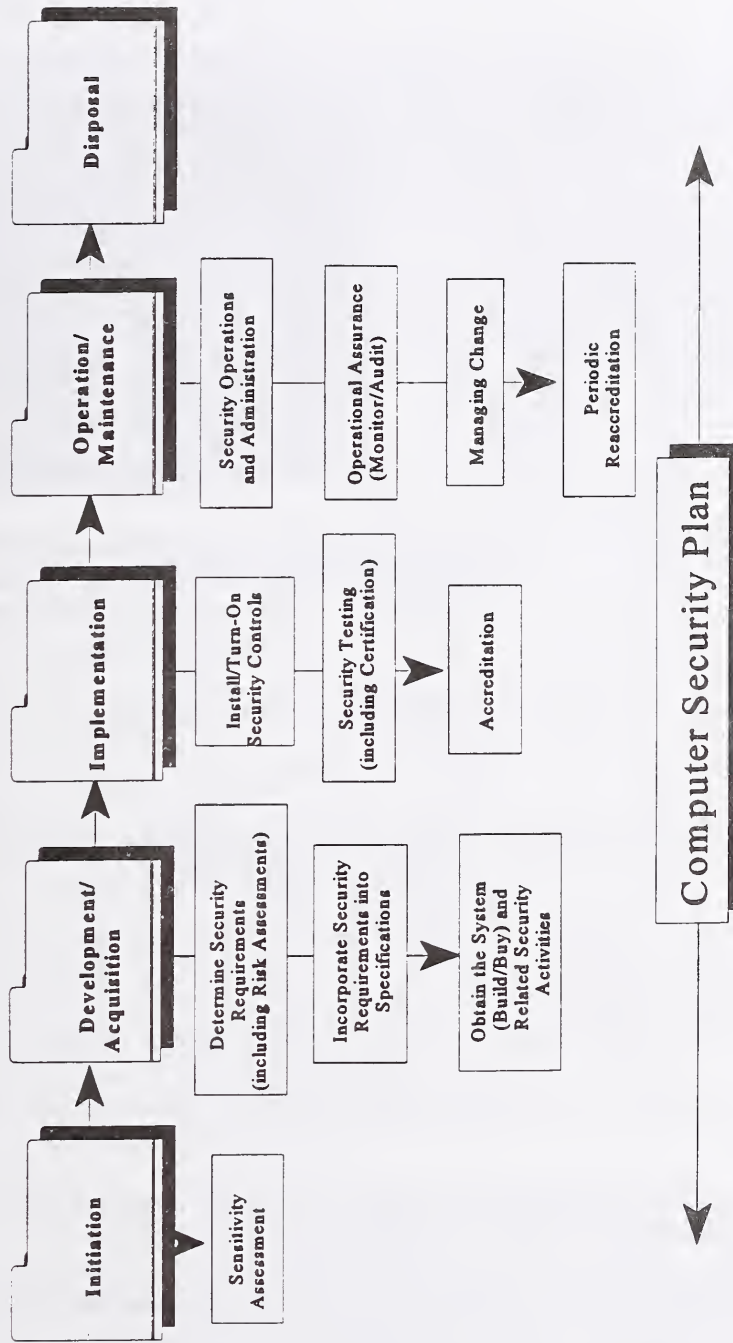 Initiation
Sensitivity
Assessment
Development/
Acquisition
Determine Security
Requirements
(including Risk Assessments)
Incorporate Security
Requirements into
Specifications
Obtain the System
(Build/Buy) and
Related Security
Activities
Implementation
Install/Turn-On
Security Controls
Security Testing
(including Certification)
Accreditation
Operation/
Maintenance
Security Operations
and Administration
Operational Assurance
(Monitor/Audit)
Managing Change
Periodic
Reaccreditation
Disposal
Computer Security Plan